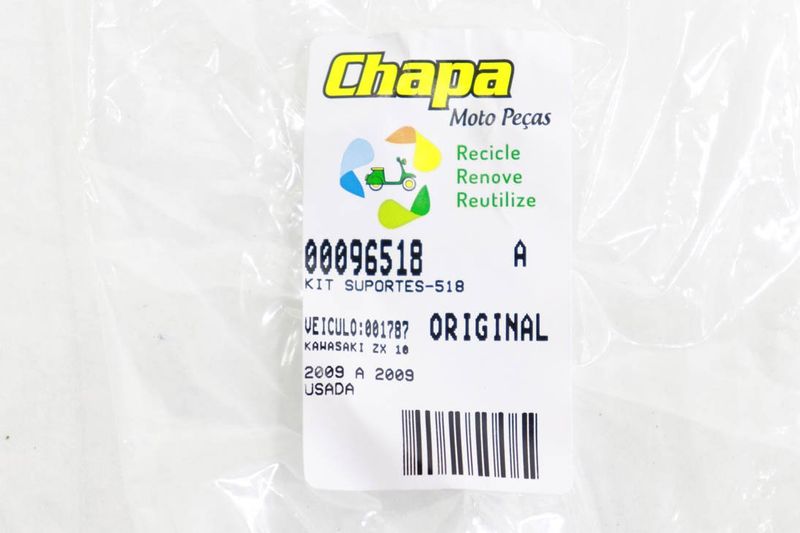 Chapa
Moto Peças
Recicle
Renove
Reutilize
00096518 A
KIT SUPORTES-518
VEICULO:001787 ORIGINAL
KAWASAKI ZX 10
2009 A 2009
USADA